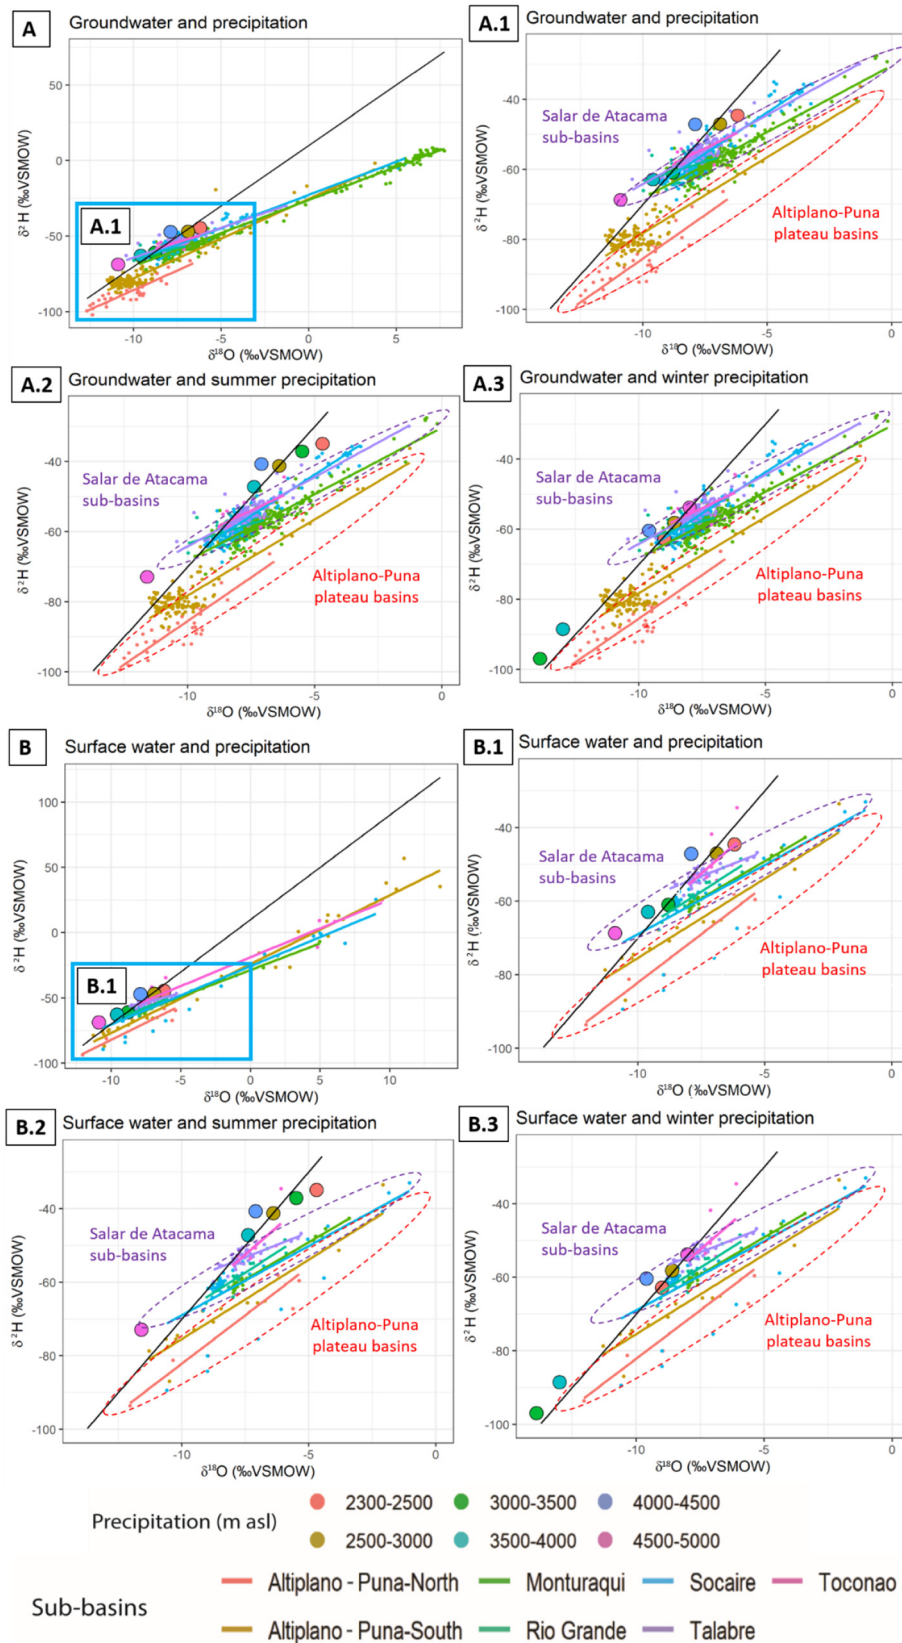 A
Groundwater and precipitation
50
0
-50
-100
δ²H (‰VSMOW)
A.1
-10
-5
0
5
δ¹⁸O (‰VSMOW)
A.1
Groundwater and precipitation
-40
-60
-80
-100
δ²H (‰VSMOW)
Salar de Atacama
sub-basins
Altiplano-Puna
plateau basins
-10
-5
0
δ¹⁸O (‰VSMOW)
A.2
Groundwater and summer precipitation
-40
-60
-80
-100
δ²H (‰VSMOW)
Salar de Atacama
sub-basins
Altiplano-Puna
plateau basins
-10
-5
0
δ¹⁸O (‰VSMOW)
A.3
Groundwater and winter precipitation
-40
-60
-80
-100
δ²H (‰VSMOW)
Salar de Atacama
sub-basins
Altiplano-Puna
plateau basins
-10
-5
0
δ¹⁸O (‰VSMOW)
B
Surface water and precipitation
100
50
0
-50
-100
δ²H (‰VSMOW)
B.1
-10
-5
0
5
10
δ¹⁸O (‰VSMOW)
B.1
Surface water and precipitation
-40
-60
-80
-100
δ²H (‰VSMOW)
Salar de Atacama
sub-basins
Altiplano-Puna
plateau basins
-10
-5
0
δ¹⁸O (‰VSMOW)
B.2
Surface water and summer precipitation
-40
-60
-80
-100
δ²H (‰VSMOW)
Salar de Atacama
sub-basins
Altiplano-Puna
plateau basins
-10
-5
0
δ¹⁸O (‰VSMOW)
B.3
Surface water and winter precipitation
-40
-60
-80
-100
δ²H (‰VSMOW)
Salar de Atacama
sub-basins
Altiplano-Puna
plateau basins
-10
-5
0
δ¹⁸O (‰VSMOW)
Precipitation (m asl)
2300-2500 3000-3500 4000-4500
2500-3000 3500-4000 4500-5000
Sub-basins
Altiplano - Puna-North Monturaqui Socaire Toconao
Altiplano - Puna-South Rio Grande Talabre